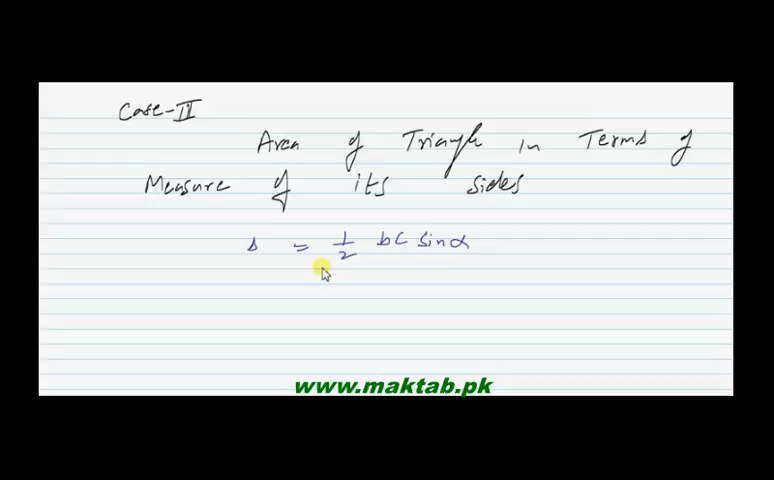 Case-II
Area of Triangle in Terms of
Measure of its sides
Δ = 1/2 bc sinα
www.maktab.pk